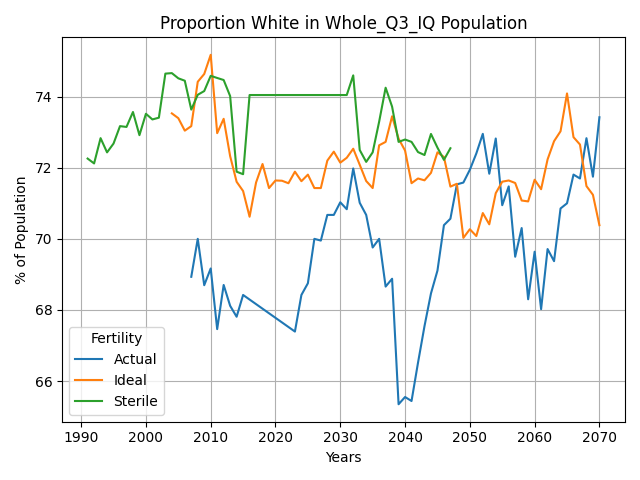 Proportion White in Whole_Q3_IQ Population
% of Population
74
72
70
68
66
Fertility
Actual
Ideal
Sterile
1990 2000 2010 2020 2030 2040 2050 2060 2070
Years